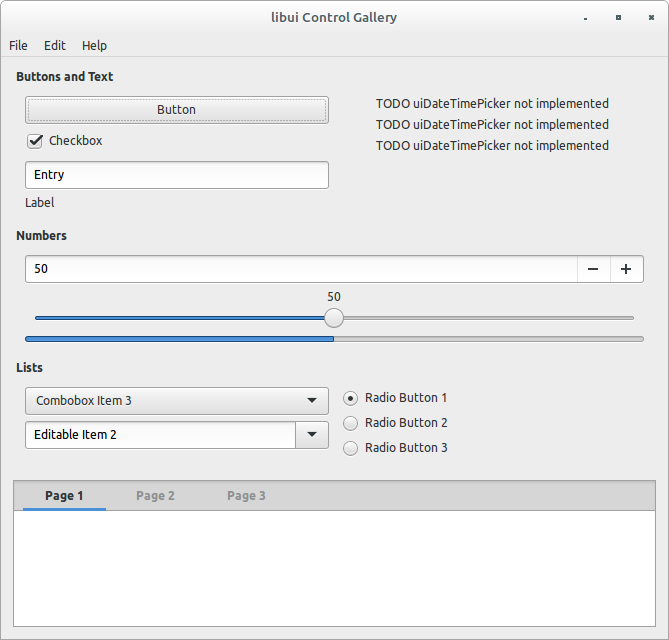 libui Control Gallery
File Edit Help
Buttons and Text
Button
Checkbox
Entry
Label
TODO uiDateTimePicker not implemented
TODO uiDateTimePicker not implemented
TODO uiDateTimePicker not implemented
Numbers
50
50
Lists
Combobox Item 3
Editable Item 2
Radio Button 1
Radio Button 2
Radio Button 3
Page 1 Page 2 Page 3